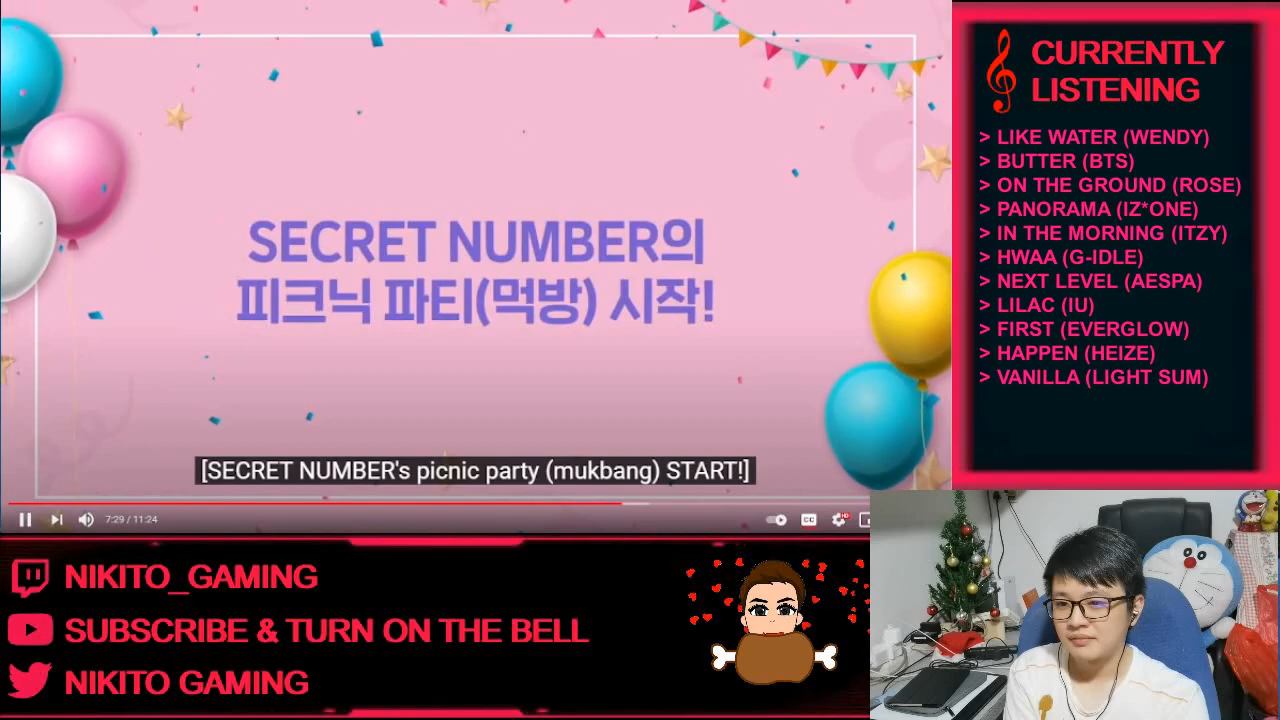 SECRET NUMBER의
피크닉 파티(먹방) 시작!
[SECRET NUMBER's picnic party (mukbang) START!]
7:29 / 11:24
CC
HD
CURRENTLY
LISTENING
> LIKE WATER (WENDY)
> BUTTER (BTS)
> ON THE GROUND (ROSE)
> PANORAMA (IZ*ONE)
> IN THE MORNING (ITZY)
> HWAA (G-IDLE)
> NEXT LEVEL (AESPA)
> LILAC (IU)
> FIRST (EVERGLOW)
> HAPPEN (HEIZE)
> VANILLA (LIGHT SUM)
NIKITO_GAMING
SUBSCRIBE & TURN ON THE BELL
NIKITO GAMING